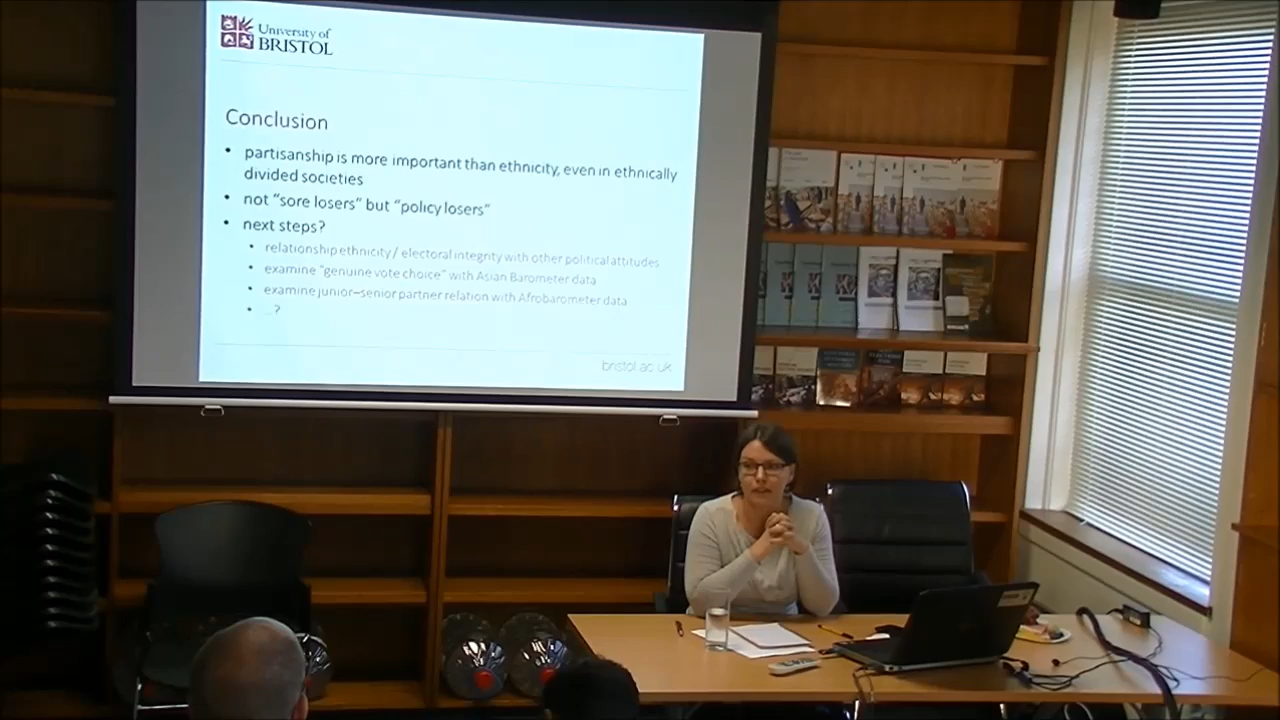 University of
BRISTOL
Conclusion
• partisanship is more important than ethnicity, even in ethnically
divided societies
• not "sore losers" but "policy losers"
• next steps?
• relationship ethnicity / electoral integrity with other political attitudes
• examine "genuine vote choice" with Asian Barometer data
• examine junior–senior partner relation with Afrobarometer data
• ...?
bristol.ac.uk